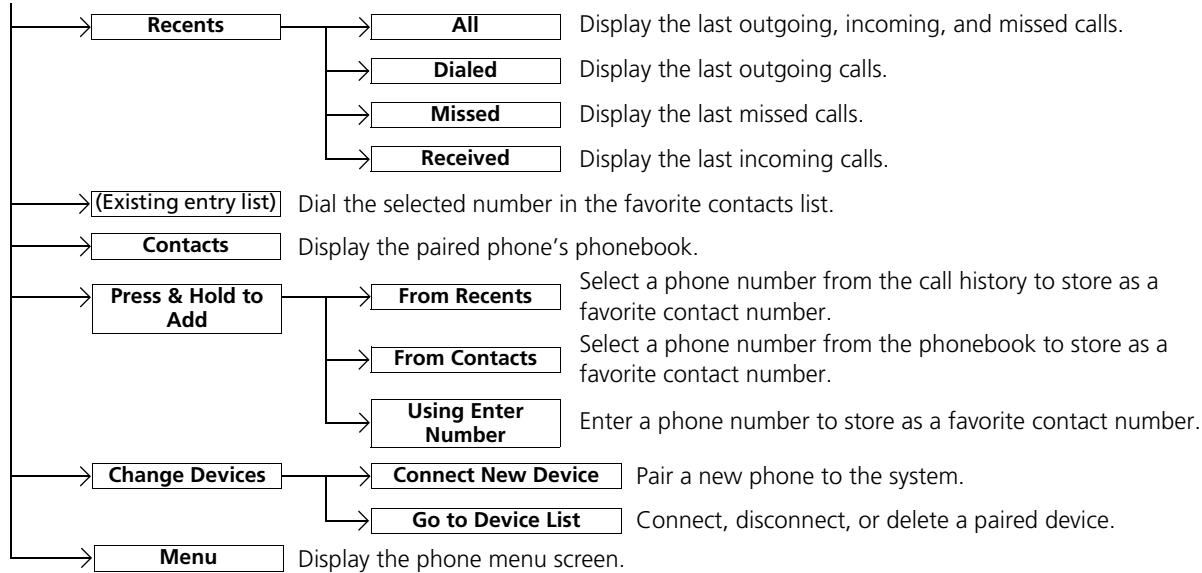 Recents
All
Display the last outgoing, incoming, and missed calls.
Dialed
Display the last outgoing calls.
Missed
Display the last missed calls.
Received
Display the last incoming calls.
(Existing entry list)
Dial the selected number in the favorite contacts list.
Contacts
Display the paired phone’s phonebook.
Press & Hold to
Add
From Recents
Select a phone number from the call history to store as a
favorite contact number.
From Contacts
Select a phone number from the phonebook to store as a
favorite contact number.
Using Enter
Number
Enter a phone number to store as a favorite contact number.
Change Devices
Connect New Device
Pair a new phone to the system.
Go to Device List
Connect, disconnect, or delete a paired device.
Menu
Display the phone menu screen.